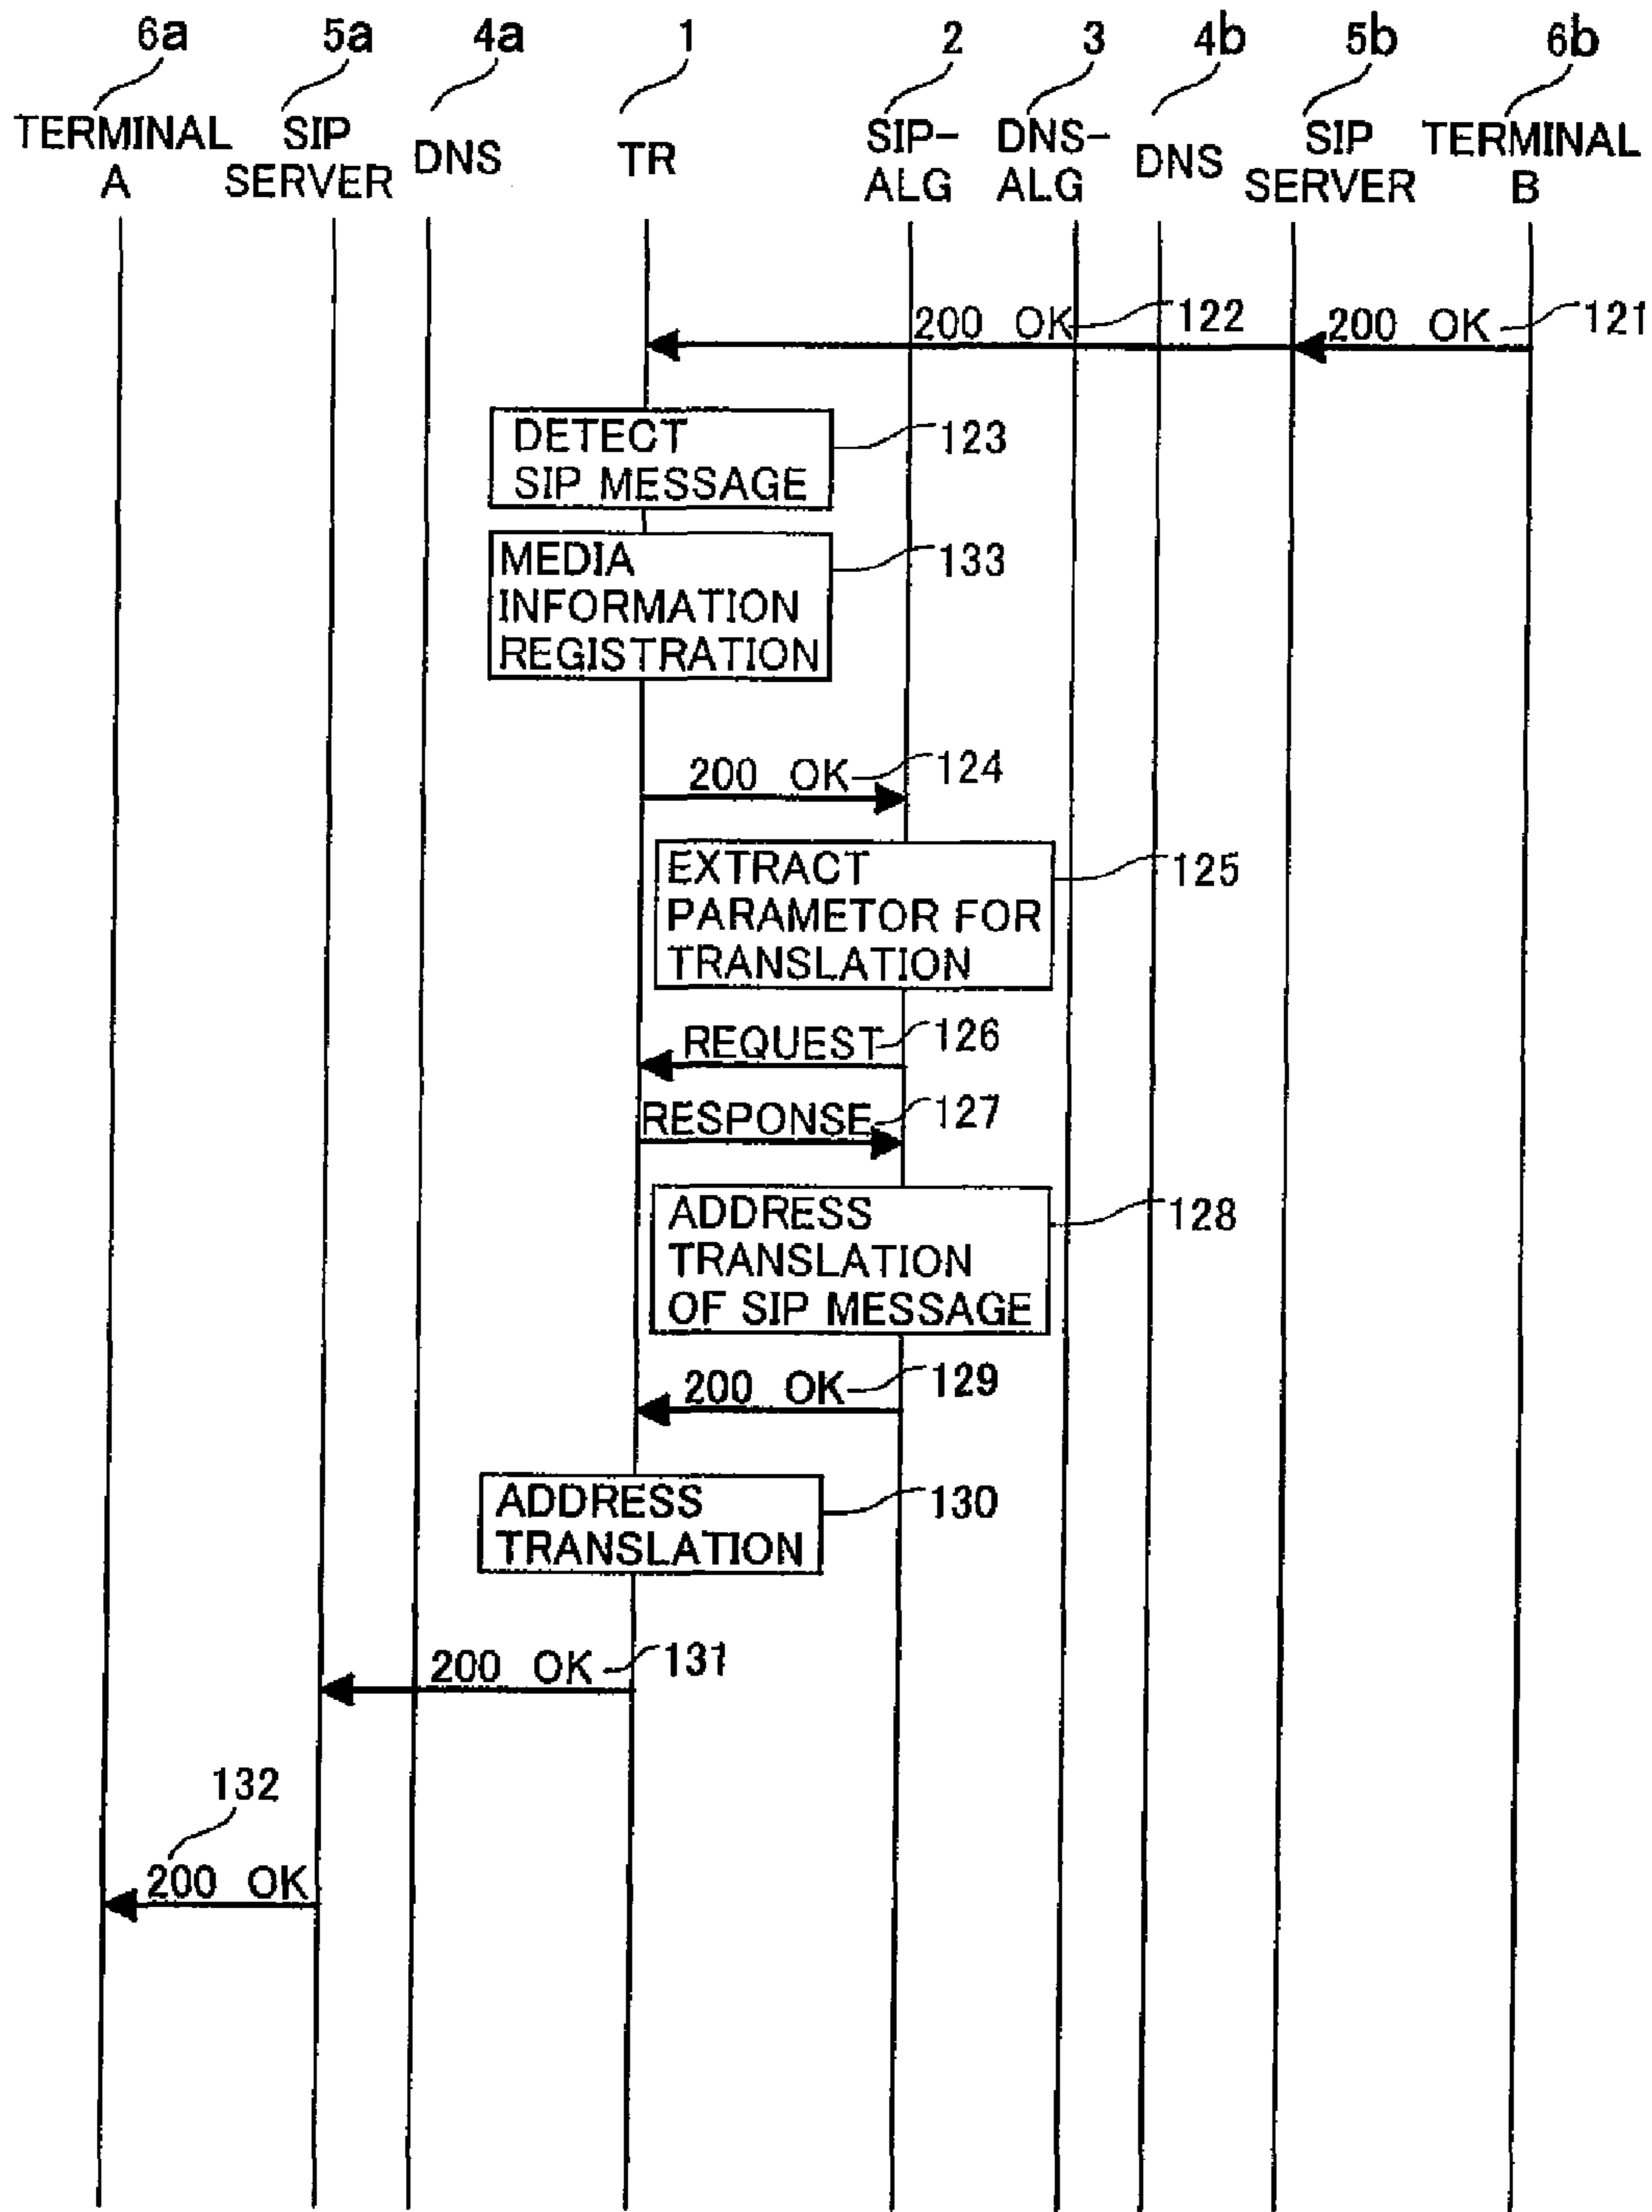 6a 5a 4a 1 2 3 4b 5b 6b
TERMINAL A
SIP SERVER
DNS
TR
SIP-ALG
DNS-ALG
DNS
SIP SERVER
TERMINAL B
200 OK 122
200 OK 121
DETECT
SIP MESSAGE
123
MEDIA
INFORMATION
REGISTRATION
133
200 OK 124
EXTRACT
PARAMETOR FOR
TRANSLATION
125
REQUEST 126
RESPONSE 127
ADDRESS
TRANSLATION
OF SIP MESSAGE
128
200 OK 129
ADDRESS
TRANSLATION
130
200 OK 131
132
200 OK